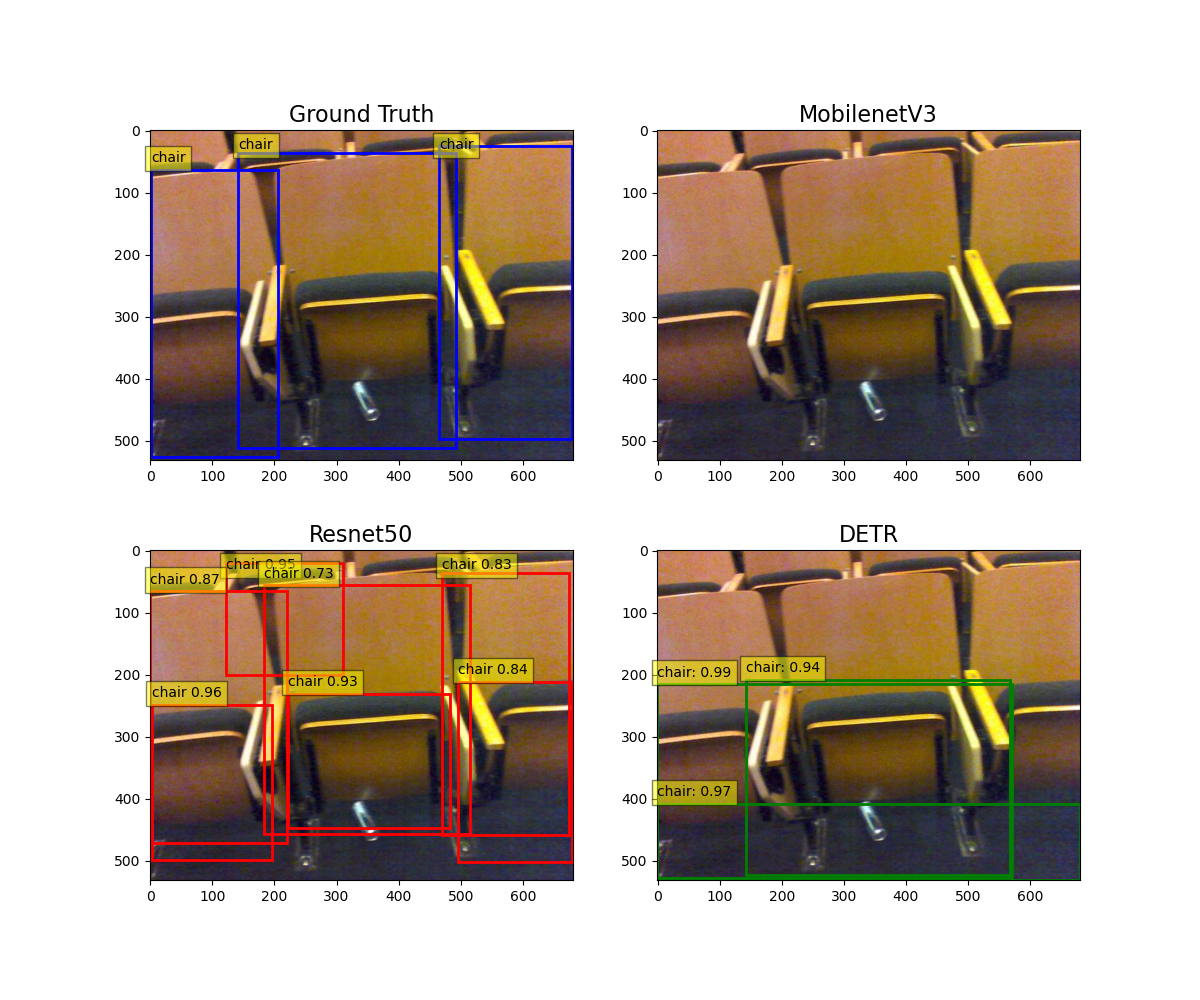 Ground Truth
MobilenetV3
chair
chair
chair
0
100
200
300
400
500
0 100 200 300 400 500 600
0
100
200
300
400
500
0 100 200 300 400 500 600
Resnet50
DETR
chair 0.95
chair 0.83
chair 0.87
chair 0.73
chair 0.84
chair 0.93
chair 0.96
0
100
200
300
400
500
0 100 200 300 400 500 600
chair: 0.99
chair: 0.94
chair: 0.97
0
100
200
300
400
500
0 100 200 300 400 500 600